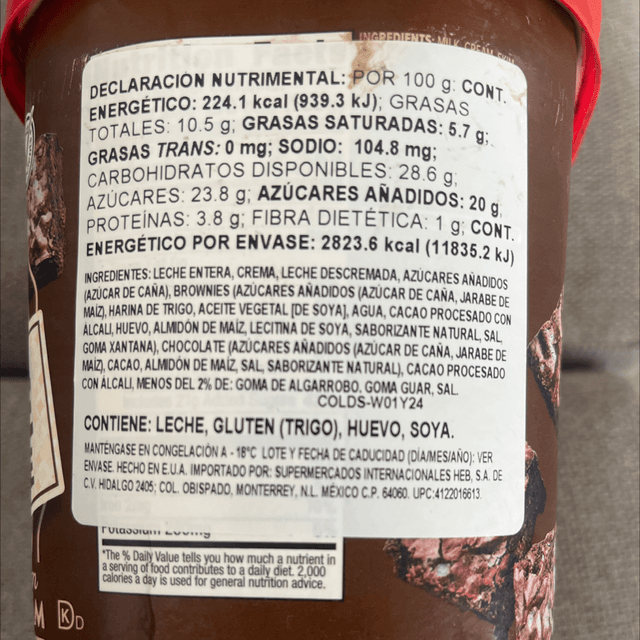 INGREDIENTS: MILK, CREAM, SKIM
DECLARACIÓN NUTRIMENTAL: POR 100 g: CONT.
ENERGÉTICO: 224.1 kcal (939.3 kJ); GRASAS
TOTALES: 10.5 g; GRASAS SATURADAS: 5.7 g;
GRASAS TRANS: 0 mg; SODIO: 104.8 mg;
CARBOHIDRATOS DISPONIBLES: 28.6 g;
AZÚCARES: 23.8 g; AZÚCARES AÑADIDOS: 20 g
PROTEÍNAS: 3.8 g; FIBRA DIETÉTICA: 1 g; CONT.
ENERGÉTICO POR ENVASE: 2823.6 kcal (11835.2 kJ)
INGREDIENTES: LECHE ENTERA, CREMA, LECHE DESCREMADA, AZÚCARES AÑADIDOS
(AZÚCAR DE CAÑA), BROWNIES (AZÚCARES AÑADIDOS (AZÚCAR DE CAÑA, JARABE DE
MAÍZ), HARINA DE TRIGO, ACEITE VEGETAL [DE SOYA], AGUA, CACAO PROCESADO CON
ÁLCALI, HUEVO, ALMIDÓN DE MAÍZ, LECITINA DE SOYA, SABORIZANTE NATURAL, SAL,
GOMA XANTANA), CHOCOLATE (AZÚCARES AÑADIDOS (AZÚCAR DE CAÑA, JARABE DE
MAÍZ), CACAO, ALMIDÓN DE MAÍZ, SAL, SABORIZANTE NATURAL), CACAO PROCESADO
CON ÁLCALI, MENOS DEL 2% DE: GOMA DE ALGARROBO. GOMA GUAR, SAL.
COLDS-W01Y24
CONTIENE: LECHE, GLUTEN (TRIGO), HUEVO, SOYA.
MANTÉNGASE EN CONGELACIÓN A - 18°C LOTE Y FECHA DE CADUCIDAD (DÍA/MES/AÑO): VER
ENVASE. HECHO EN E.U.A. IMPORTADO POR: SUPERMERCADOS INTERNACIONALES HEB, S.A. DE
C.V. HIDALGO 2405; COL. OBISPADO, MONTERREY, N.L. MÉXICO C.P. 64060. UPC:4122016613
Potassium
*The % Daily Value tells you how much a nutrient in
a serving of food contributes to a daily diet. 2,000
calories a day is used for general nutrition advice.
M K D